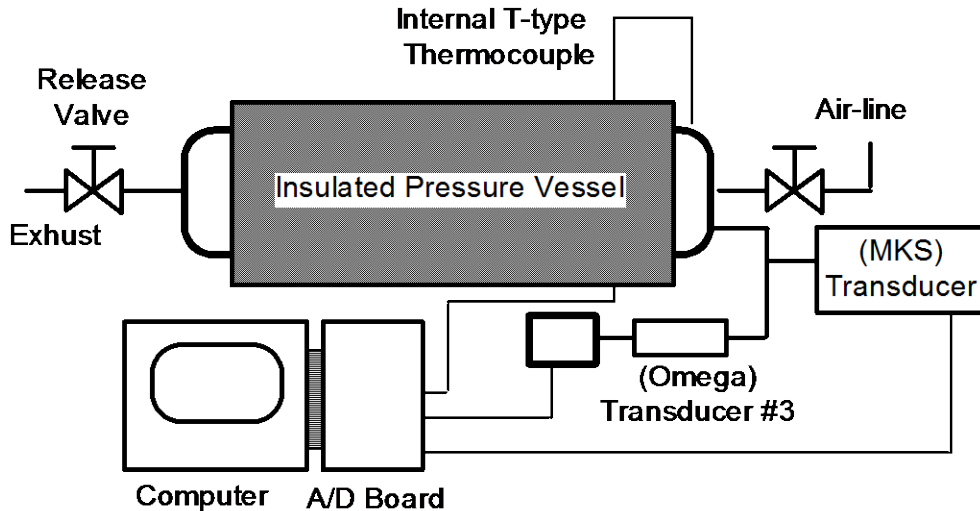 Internal T-type
Thermocouple
Release
Valve
Air-line
Insulated Pressure Vessel
Exhust
(MKS)
Transducer
(Omega)
Transducer #3
Computer
A/D Board